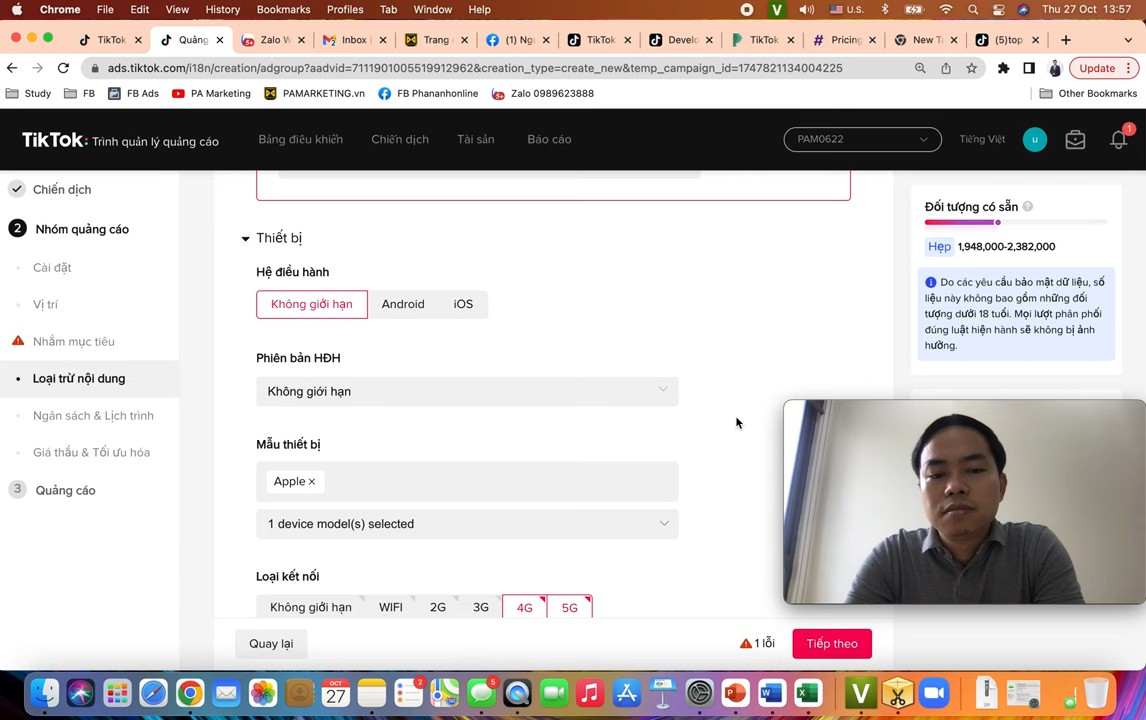 Chrome File Edit View History Bookmarks Profiles Tab Window Help V U.S. Thu 27 Oct 13:57
TikTok × Quảng × Zalo W × Inbox ( × Trang × (1) Ng × TikTok × Develo × TikTok × Pricing × New T × (5)top ×
ads.tiktok.com/i18n/creation/adgroup?aadvid=7111901005519912962&creation_type=create_new&temp_campaign_id=1747821134004225 Update
Study FB FB Ads PA Marketing PAMARKETING.vn FB Phananhonline Zalo 0989623888 Other Bookmarks
TikTok: Trình quản lý quảng cáo Bảng điều khiển Chiến dịch Tài sản Báo cáo PAM0622 Tiếng Việt u 1
Chiến dịch
2 Nhóm quảng cáo
Cài đặt
Vị trí
Nhắm mục tiêu
Loại trừ nội dung
Ngân sách & Lịch trình
Giá thầu & Tối ưu hóa
3 Quảng cáo
Thiết bị
Hệ điều hành
Không giới hạn Android iOS
Phiên bản HĐH
Không giới hạn
Mẫu thiết bị
Apple ×
1 device model(s) selected
Loại kết nối
Không giới hạn WIFI 2G 3G 4G 5G
Quay lại 1 lỗi Tiếp theo
Đối tượng có sẵn
Hẹp 1,948,000-2,382,000
Do các yêu cầu bảo mật dữ liệu, số
liệu này không bao gồm những đối
tượng dưới 18 tuổi. Mọi lượt phân phối
đúng luật hiện hành sẽ không bị ảnh
hưởng.
OCT
27
2
5
V